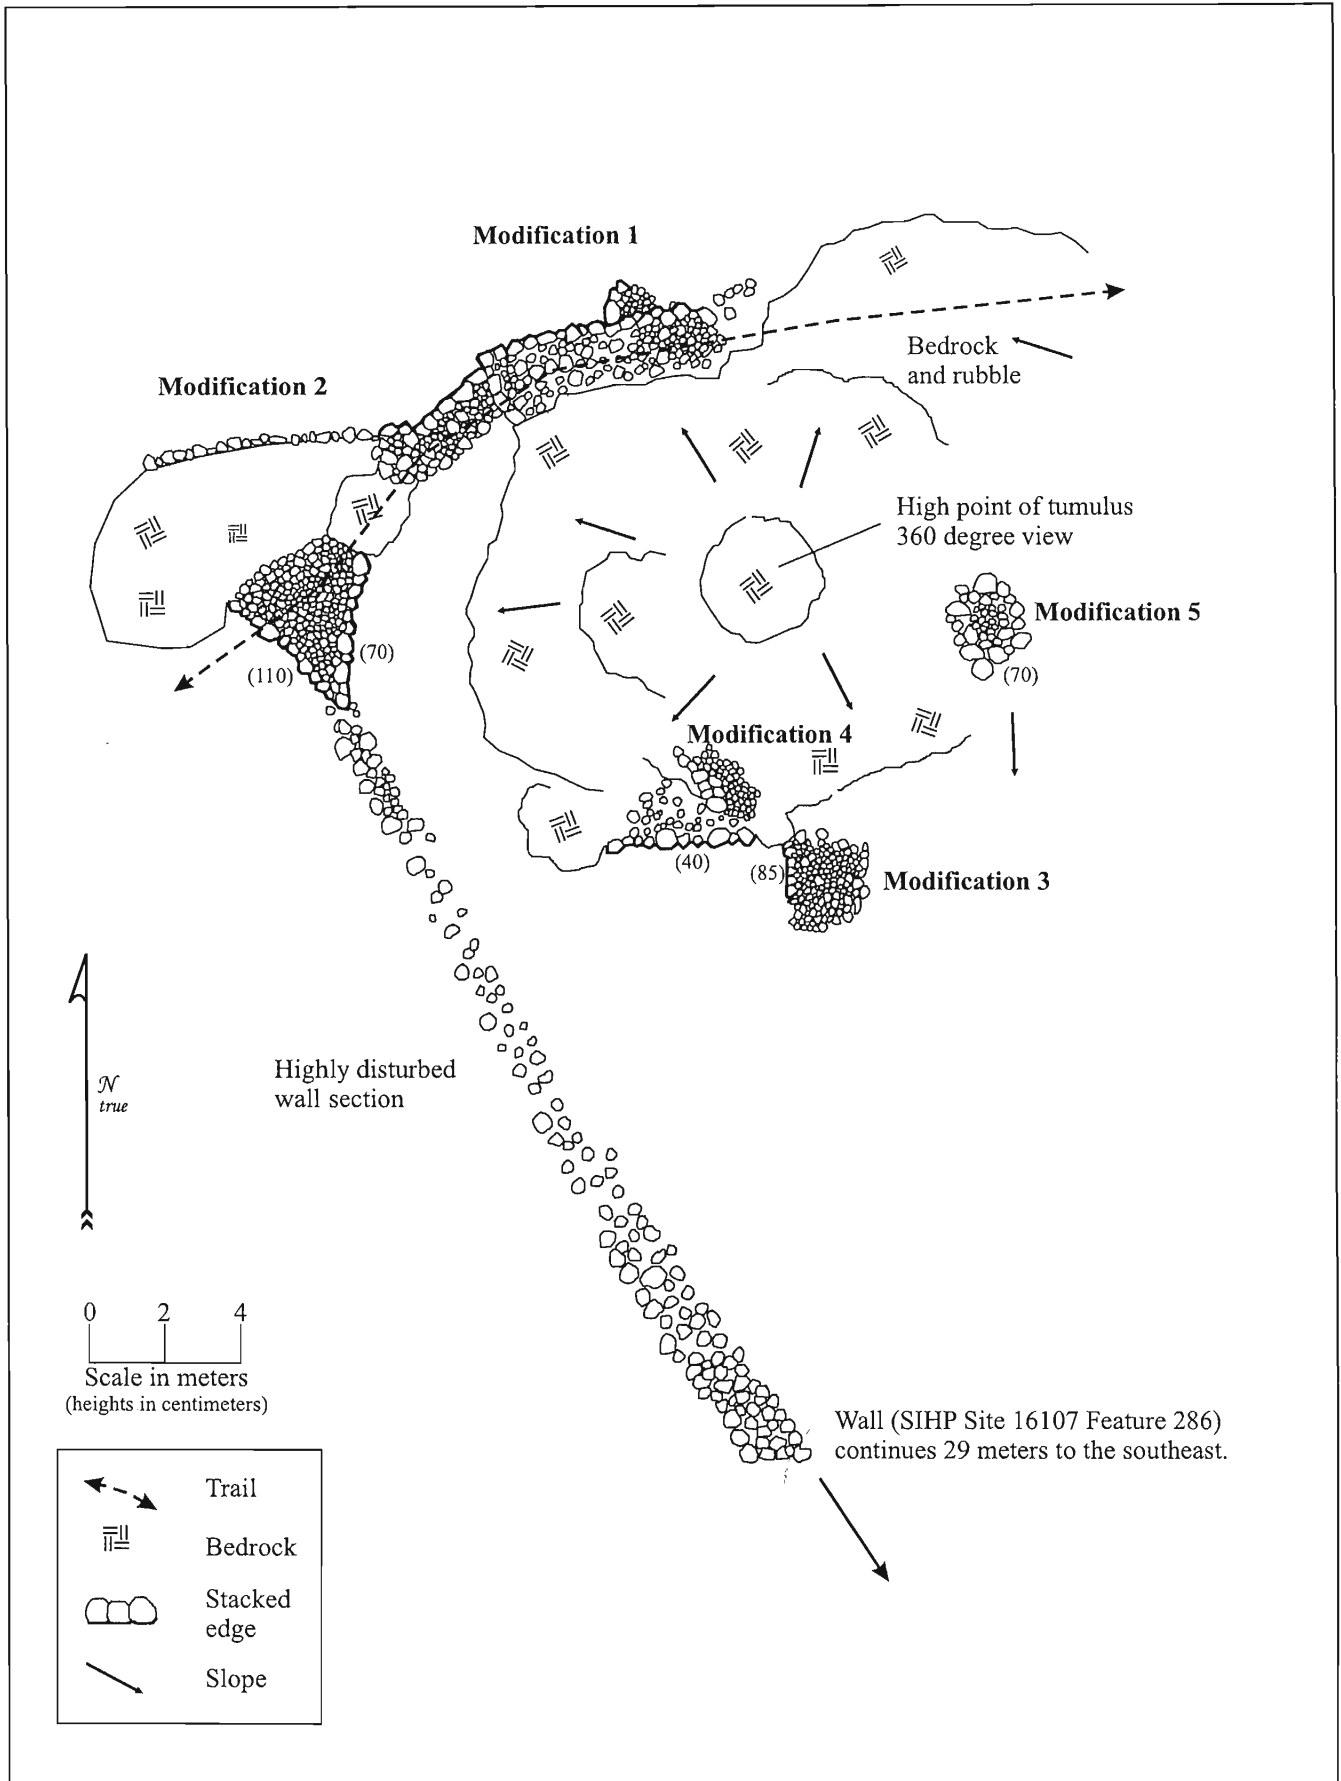 Modification 1
Bedrock
and rubble
Modification 2
High point of tumulus
360 degree view
Modification 5
(70)
(110)
(70)
Modification 4
(40)
(85)
Modification 3
N
true
Highly disturbed
wall section
0 2 4
Scale in meters
(heights in centimeters)
Wall (SIHP Site 16107 Feature 286)
continues 29 meters to the southeast.
Trail
Bedrock
Stacked
edge
Slope